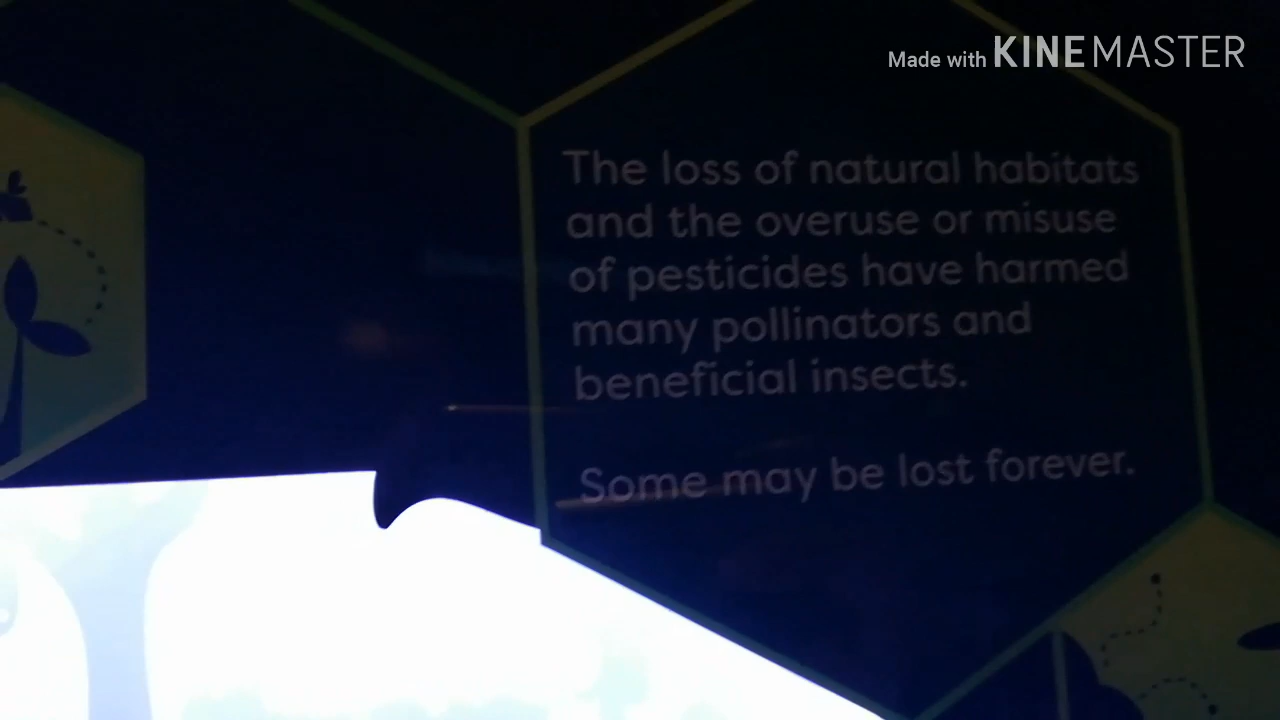 Made with KINEMASTER
The loss of natural habitats
and the overuse or misuse
of pesticides have harmed
many pollinators and
beneficial insects.
Some may be lost forever.